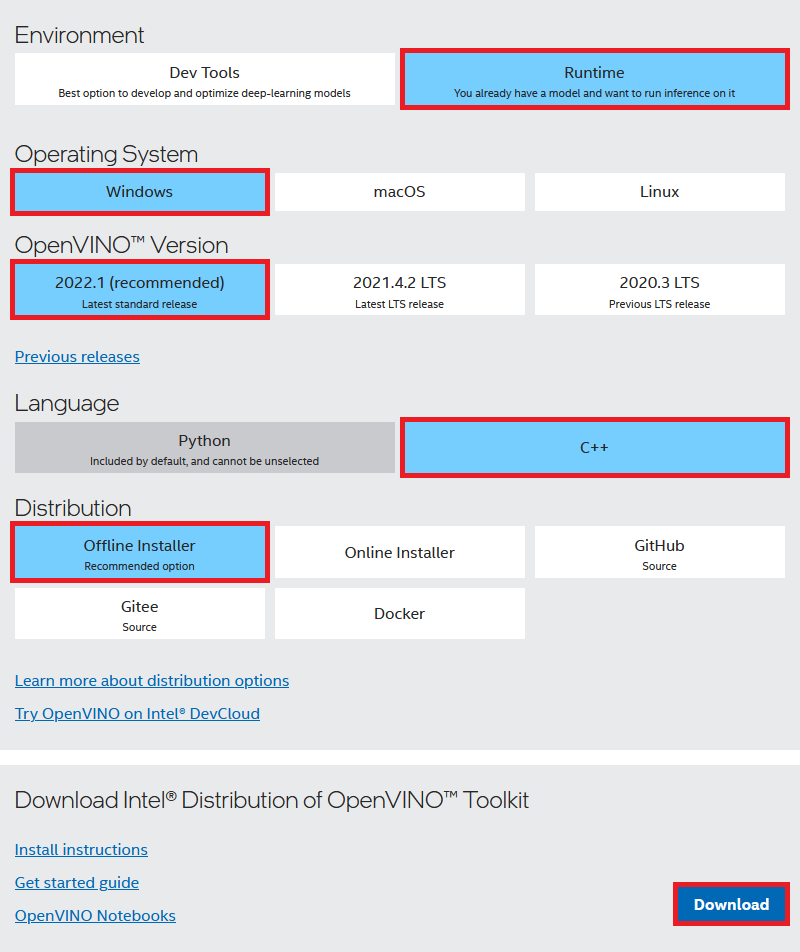 Environment
Dev Tools
Best option to develop and optimize deep-learning models
Runtime
You already have a model and want to run inference on it
Operating System
Windows
macOS
Linux
OpenVINO™ Version
2022.1 (recommended)
Latest standard release
2021.4.2 LTS
Latest LTS release
2020.3 LTS
Previous LTS release
Previous releases
Language
Python
Included by default, and cannot be unselected
C++
Distribution
Offline Installer
Recommended option
Online Installer
GitHub
Source
Gitee
Source
Docker
Learn more about distribution options
Try OpenVINO on Intel® DevCloud
Download Intel® Distribution of OpenVINO™ Toolkit
Install instructions
Get started guide
OpenVINO Notebooks
Download